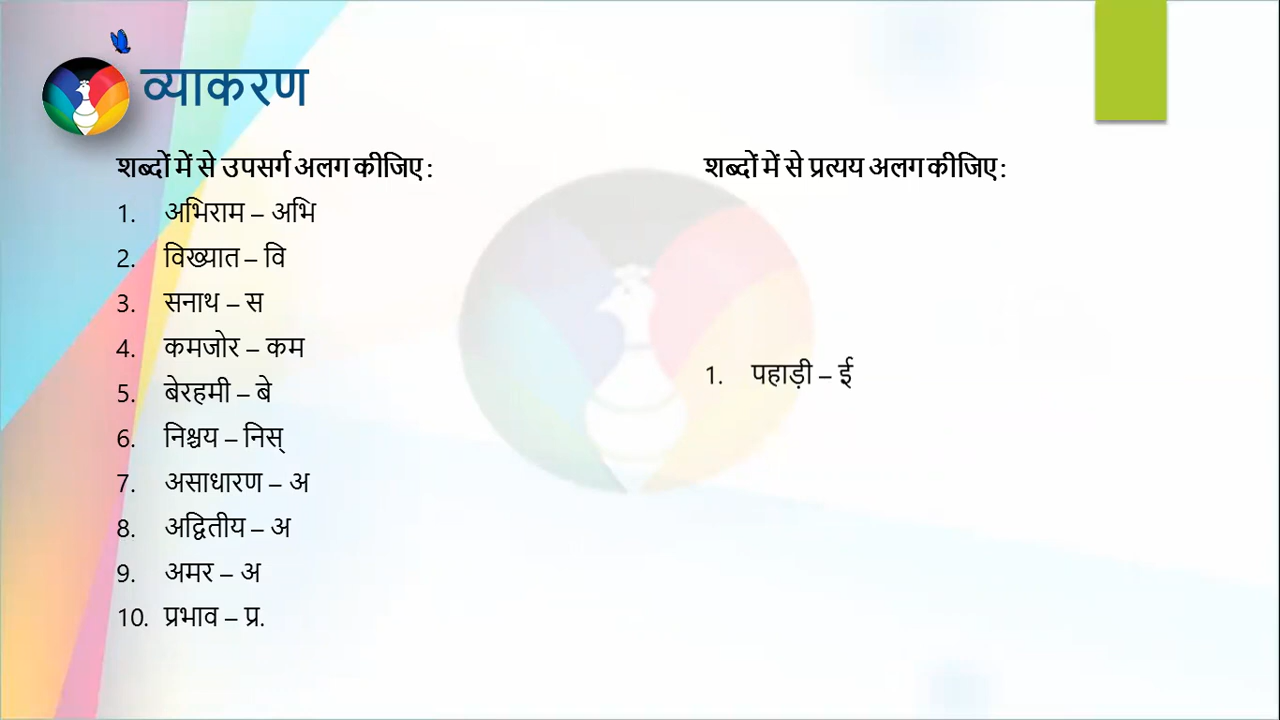 व्याकरण
शब्दों में से उपसर्ग अलग कीजिए :
1. अभिराम – अभि
2. विख्यात – वि
3. सनाथ – स
4. कमजोर – कम
5. बेरहमी – बे
6. निश्चय – निस्
7. असाधारण – अ
8. अद्वितीय – अ
9. अमर – अ
10. प्रभाव – प्र.
शब्दों में से प्रत्यय अलग कीजिए :
1. पहाड़ी – ई